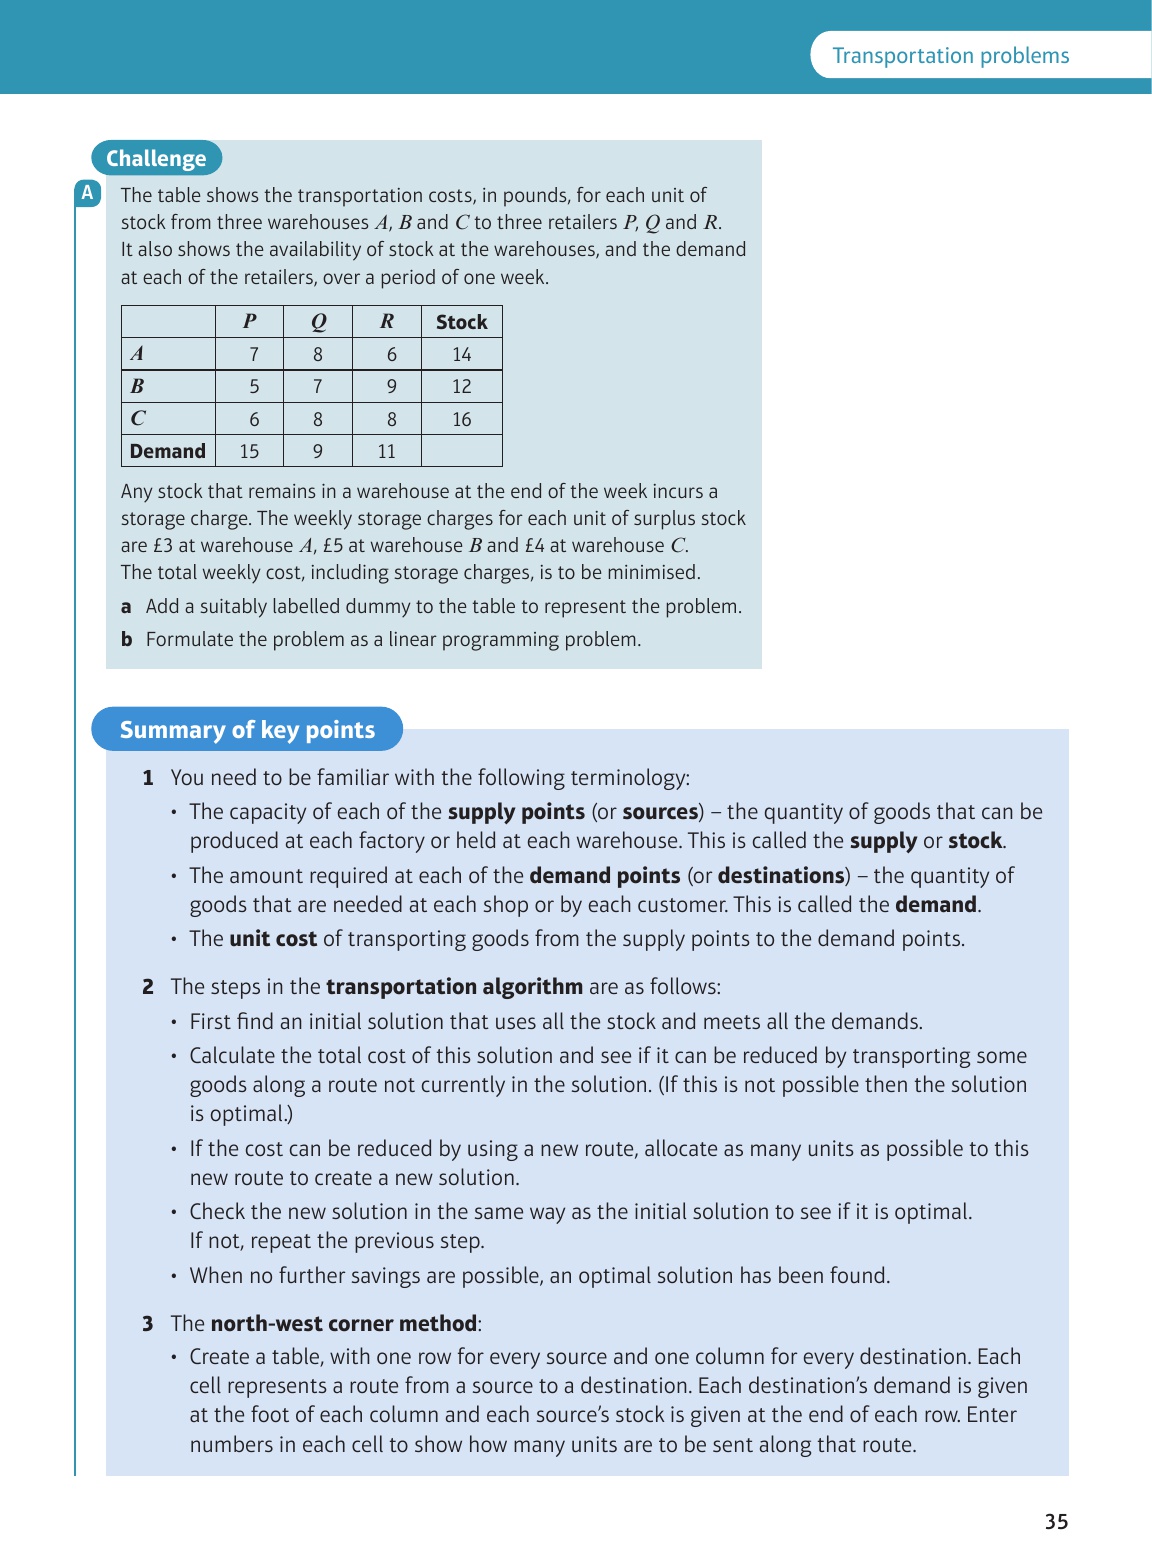 Transportation problems
Challenge
A
The table shows the transportation costs, in pounds, for each unit of
stock from three warehouses A, B and C to three retailers P, Q and R.
It also shows the availability of stock at the warehouses, and the demand
at each of the retailers, over a period of one week.
P Q R Stock
A 7 8 6 14
B 5 7 9 12
C 6 8 8 16
Demand 15 9 11
Any stock that remains in a warehouse at the end of the week incurs a
storage charge. The weekly storage charges for each unit of surplus stock
are £3 at warehouse A, £5 at warehouse B and £4 at warehouse C.
The total weekly cost, including storage charges, is to be minimised.
a Add a suitably labelled dummy to the table to represent the problem.
b Formulate the problem as a linear programming problem.
Summary of key points
1 You need to be familiar with the following terminology:
• The capacity of each of the supply points (or sources) – the quantity of goods that can be
produced at each factory or held at each warehouse. This is called the supply or stock.
• The amount required at each of the demand points (or destinations) – the quantity of
goods that are needed at each shop or by each customer. This is called the demand.
• The unit cost of transporting goods from the supply points to the demand points.
2 The steps in the transportation algorithm are as follows:
• First find an initial solution that uses all the stock and meets all the demands.
• Calculate the total cost of this solution and see if it can be reduced by transporting some
goods along a route not currently in the solution. (If this is not possible then the solution
is optimal.)
• If the cost can be reduced by using a new route, allocate as many units as possible to this
new route to create a new solution.
• Check the new solution in the same way as the initial solution to see if it is optimal.
If not, repeat the previous step.
• When no further savings are possible, an optimal solution has been found.
3 The north-west corner method:
• Create a table, with one row for every source and one column for every destination. Each
cell represents a route from a source to a destination. Each destination’s demand is given
at the foot of each column and each source’s stock is given at the end of each row. Enter
numbers in each cell to show how many units are to be sent along that route.
35